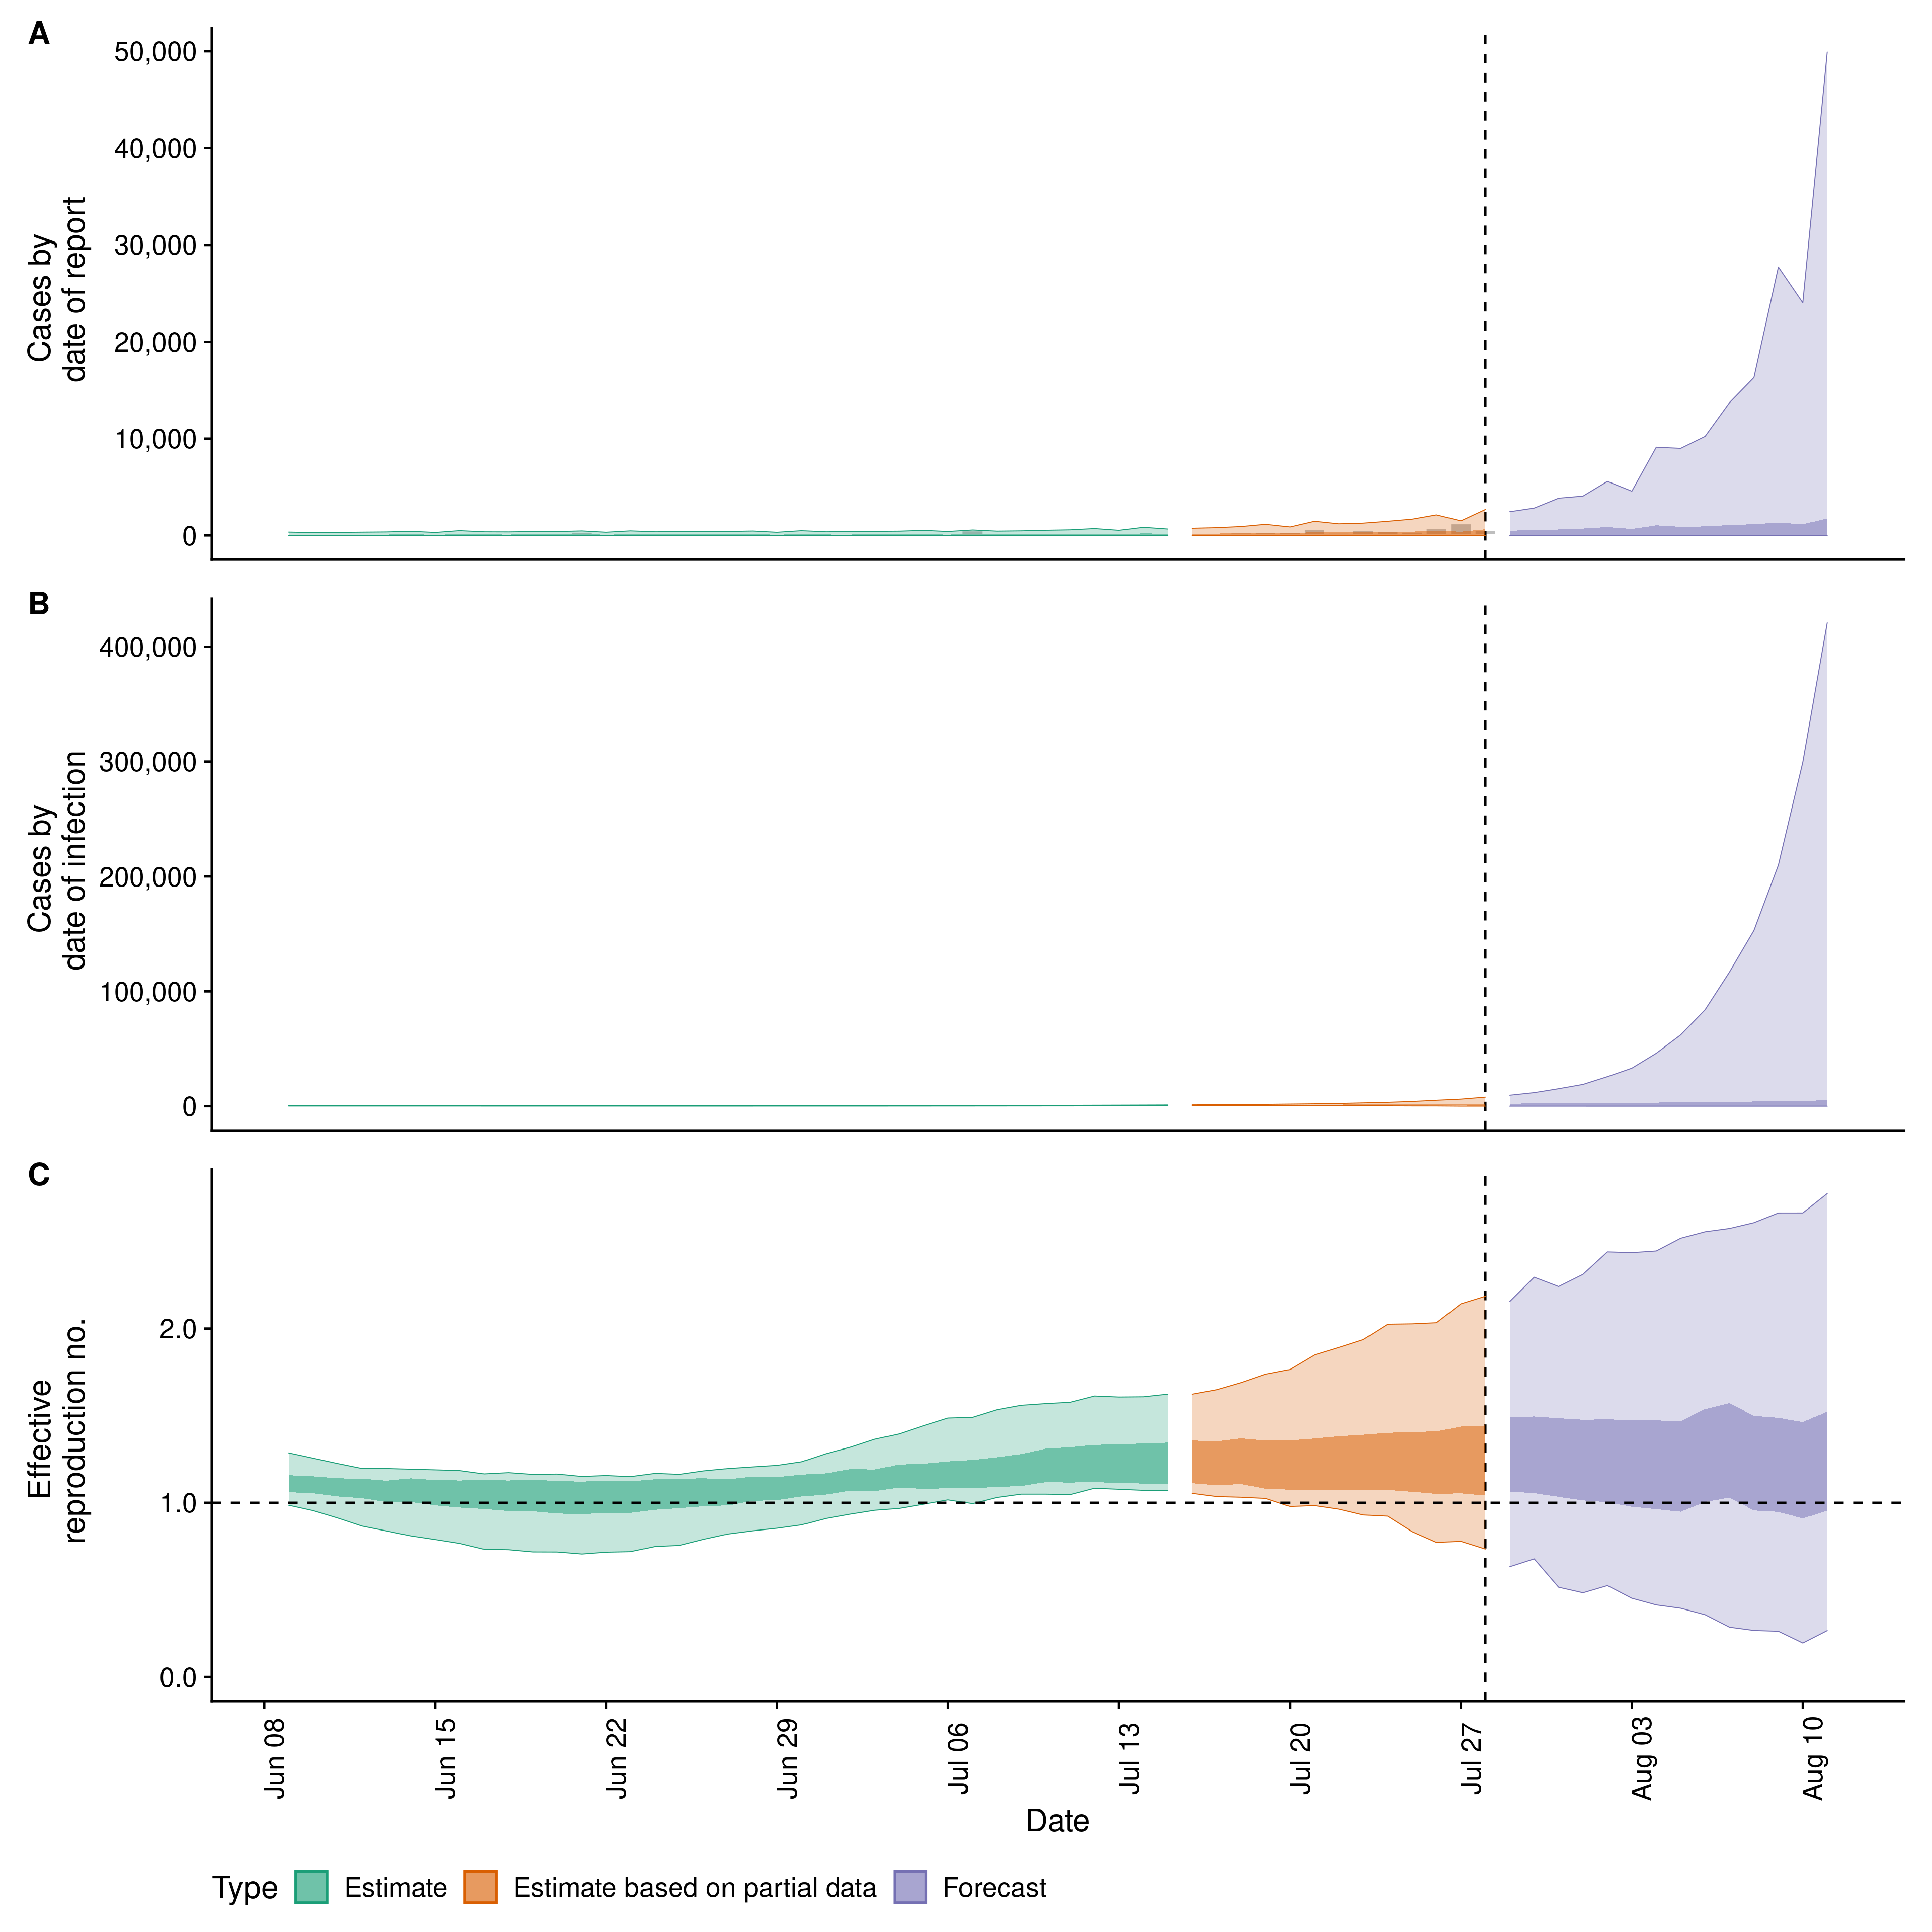 A
50,000
40,000
30,000
20,000
10,000
0
Cases by
date of report
B
400,000
300,000
200,000
100,000
0
Cases by
date of infection
C
2.0
1.0
0.0
Effective
reproduction no.
Jun 08
Jun 15
Jun 22
Jun 29
Jul 06
Jul 13
Jul 20
Jul 27
Aug 03
Aug 10
Date
Type Estimate Estimate based on partial data Forecast